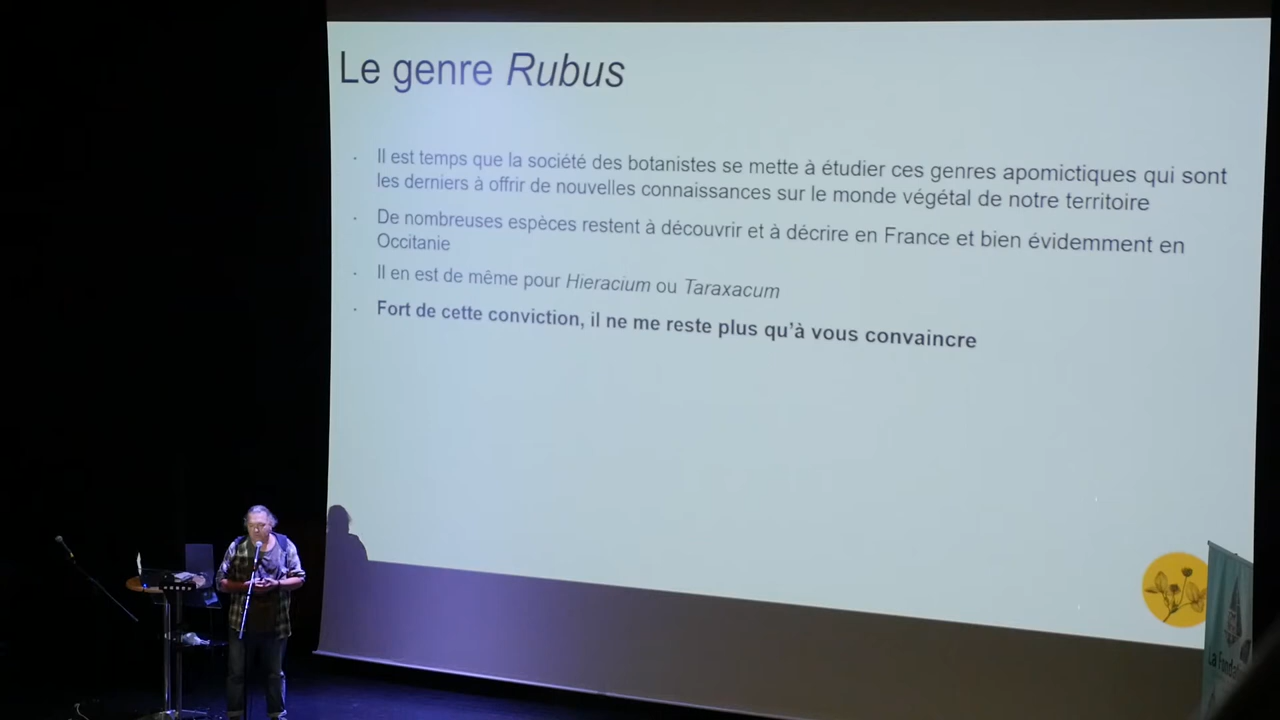 Le genre Rubus
· Il est temps que la société des botanistes se mette à étudier ces genres apomictiques qui sont
les derniers à offrir de nouvelles connaissances sur le monde végétal de notre territoire
· De nombreuses espèces restent à découvrir et à décrire en France et bien évidemment en
Occitanie
· Il en est de même pour Hieracium ou Taraxacum
· Fort de cette conviction, il ne me reste plus qu'à vous convaincre
La